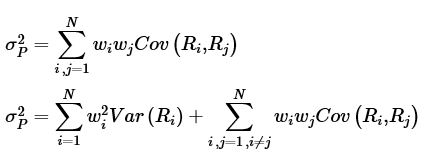 σ_P^2 = ∑_{i,j=1}^{N} w_i w_j Cov (R_i,R_j)
σ_P^2 = ∑_{i=1}^{N} w_i^2 Var (R_i) + ∑_{i,j=1,i≠j}^{N} w_i w_j Cov (R_i,R_j)